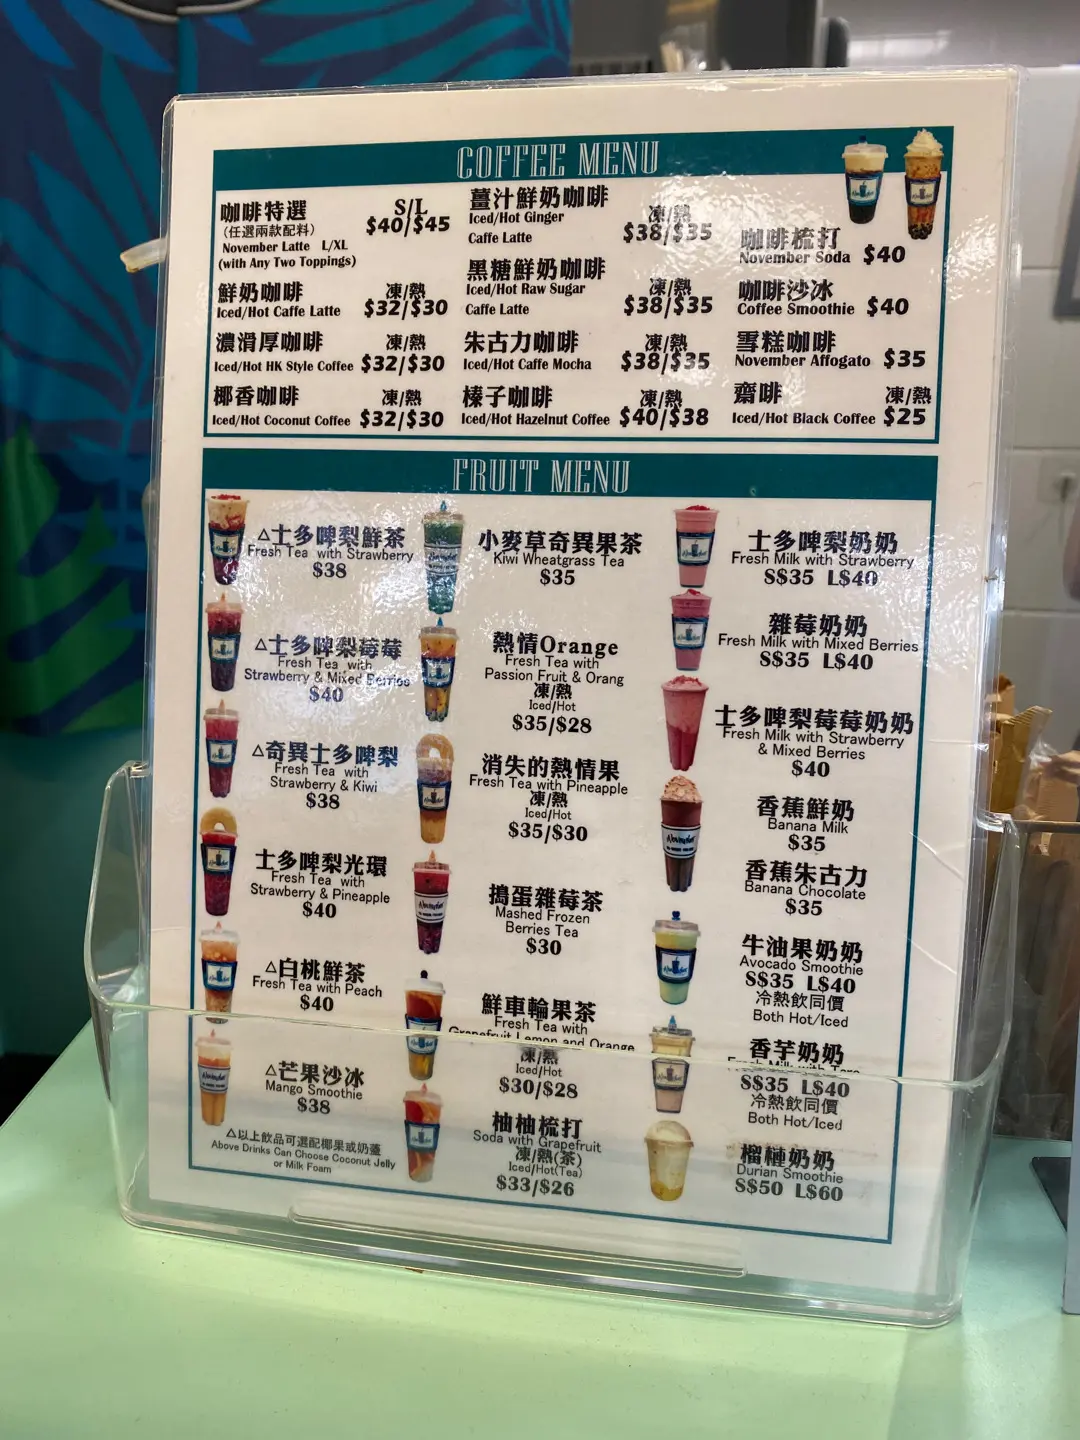 COFFEE MENU
咖啡特選 S/L
(任選兩款配料) $40/$45
November Latte L/XL
(with Any Two Toppings)
鮮奶咖啡 凍/熱
Iced/Hot Caffe Latte $32/$30
濃滑厚咖啡 凍/熱
Iced/Hot HK Style Coffee $32/$30
椰香咖啡 凍/熱
Iced/Hot Coconut Coffee $32/$30
薑汁鮮奶咖啡 凍/熱
Iced/Hot Ginger
Caffe Latte $38/$35
黑糖鮮奶咖啡 凍/熱
Iced/Hot Raw Sugar
Caffe Latte $38/$35
朱古力咖啡 凍/熱
Iced/Hot Caffe Mocha $38/$35
榛子咖啡 凍/熱
Iced/Hot Hazelnut Coffee $40/$38
咖啡梳打
November Soda $40
咖啡沙冰
Coffee Smoothie $40
雪糕咖啡
November Affogato $35
齋啡 凍/熱
Iced/Hot Black Coffee $25
FRUIT MENU
△士多啤梨鮮茶
Fresh Tea with Strawberry
$38
△士多啤梨莓莓
Fresh Tea with
Strawberry & Mixed Berries
$40
△奇異士多啤梨
Fresh Tea with
Strawberry & Kiwi
$38
士多啤梨光環
Fresh Tea with
Strawberry & Pineapple
$40
△白桃鮮茶
Fresh Tea with Peach
$40
△芒果沙冰
Mango Smoothie
$38
△以上飲品可選配椰果或奶蓋
Above Drinks Can Choose Coconut Jelly
or Milk Foam
小麥草奇異果茶
Kiwi Wheatgrass Tea
$35
熱情Orange
Fresh Tea with
Passion Fruit & Orang
凍/熱
Iced/Hot
$35/$28
消失的熱情果
Fresh Tea with Pineapple
凍/熱
Iced/Hot
$35/$30
搗蛋雜莓茶
Mashed Frozen
Berries Tea
$30
鮮車輪果茶
Fresh Tea with
Grapefruit Lemon and Orange
凍/熱
Iced/Hot
$30/$28
柚柚梳打
Soda with Grapefruit
凍/熱(茶)
Iced/Hot(Tea)
$33/$26
士多啤梨奶奶
Fresh Milk with Strawberry
S$35 L$40
雜莓奶奶
Fresh Milk with Mixed Berries
S$35 L$40
士多啤梨莓莓奶奶
Fresh Milk with Strawberry
& Mixed Berries
$40
香蕉鮮奶
Banana Milk
$35
香蕉朱古力
Banana Chocolate
$35
牛油果奶奶
Avocado Smoothie
S$35 L$40
冷熱飲同價
Both Hot/Iced
香芋奶奶
Fresh Milk with Taro
S$35 L$40
冷熱飲同價
Both Hot/Iced
榴槤奶奶
Durian Smoothie
S$50 L$60